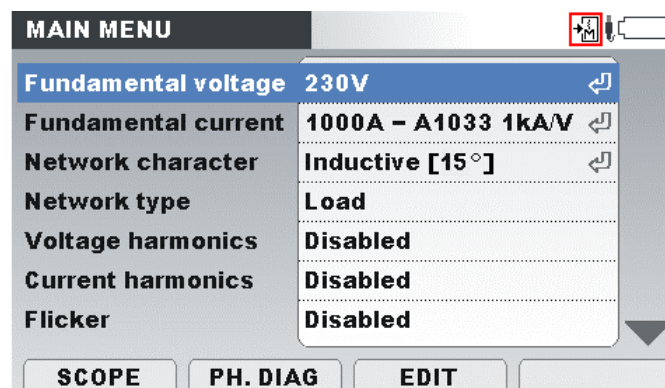 MAIN MENU
M
Fundamental voltage 230V
Fundamental current 1000A – A1033 1kA/V
Network character Inductive [15°]
Network type Load
Voltage harmonics Disabled
Current harmonics Disabled
Flicker Disabled
SCOPE PH. DIAG EDIT